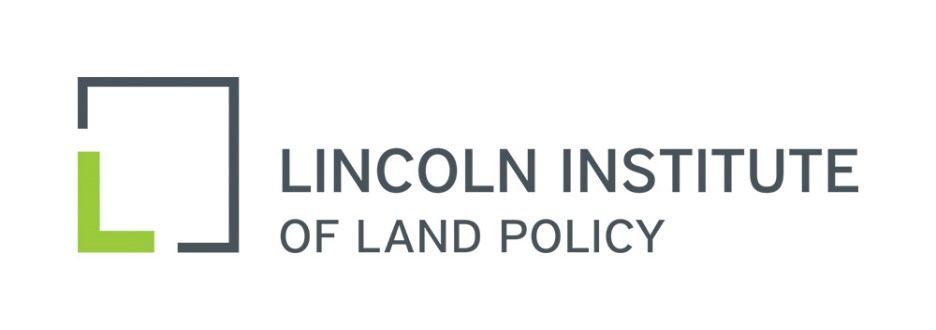 LINCOLN INSTITUTE
OF LAND POLICY